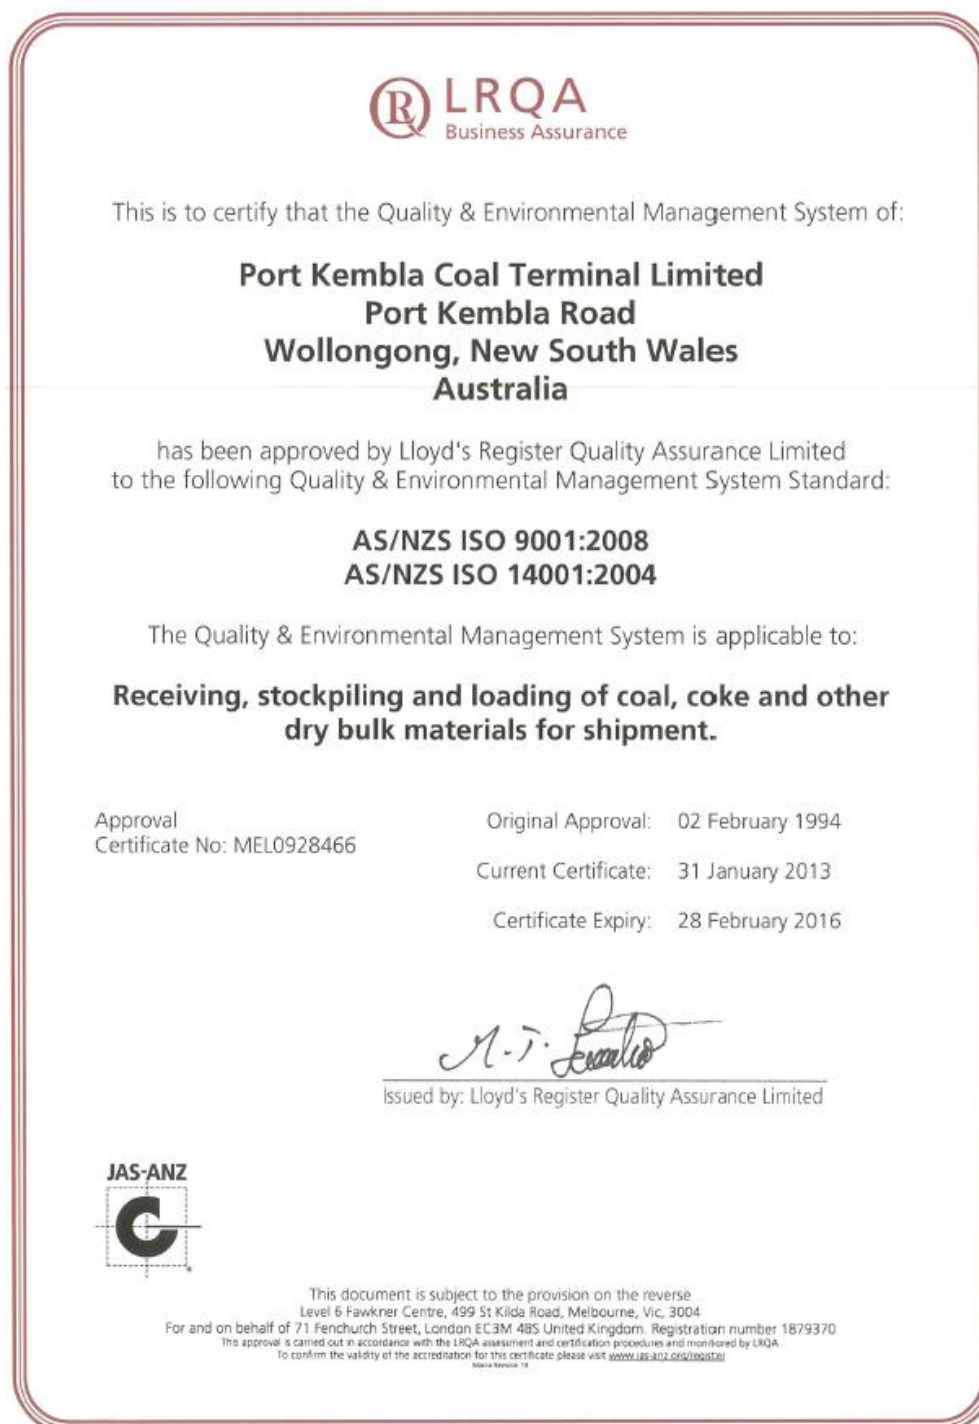 LRQA
Business Assurance
This is to certify that the Quality & Environmental Management System of:
Port Kembla Coal Terminal Limited
Port Kembla Road
Wollongong, New South Wales
Australia
has been approved by Lloyd's Register Quality Assurance Limited
to the following Quality & Environmental Management System Standard:
AS/NZS ISO 9001:2008
AS/NZS ISO 14001:2004
The Quality & Environmental Management System is applicable to:
Receiving, stockpiling and loading of coal, coke and other
dry bulk materials for shipment.
Approval
Certificate No: MEL0928466
Original Approval: 02 February 1994
Current Certificate: 31 January 2013
Certificate Expiry: 28 February 2016
M.T.
Issued by: Lloyd's Register Quality Assurance Limited
JAS-ANZ
This document is subject to the provision on the reverse
Level 6 Fawkner Centre, 499 St Kilda Road, Melbourne, Vic, 3004
For and on behalf of 71 Fenchurch Street, London EC3M 4BS United Kingdom. Registration number 1879370
This approval is carried out in accordance with the LRQA assessment and certification procedures and monitored by LRQA
To confirm the validity of the accreditation for this certificate please visit www.jas-anz.org/register